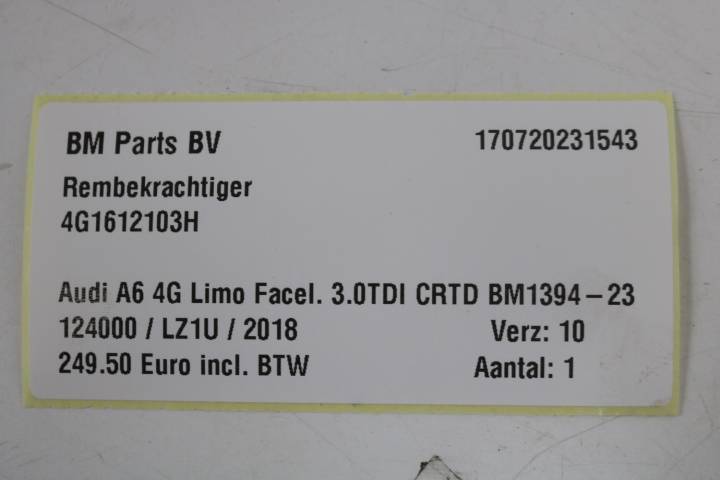 BM Parts BV 170720231543
Rembekrachtiger
4G1612103H
Audi A6 4G Limo Facel. 3.0TDI CRTD BM1394-23
124000 / LZ1U / 2018 Verz: 10
249.50 Euro incl. BTW Aantal: 1